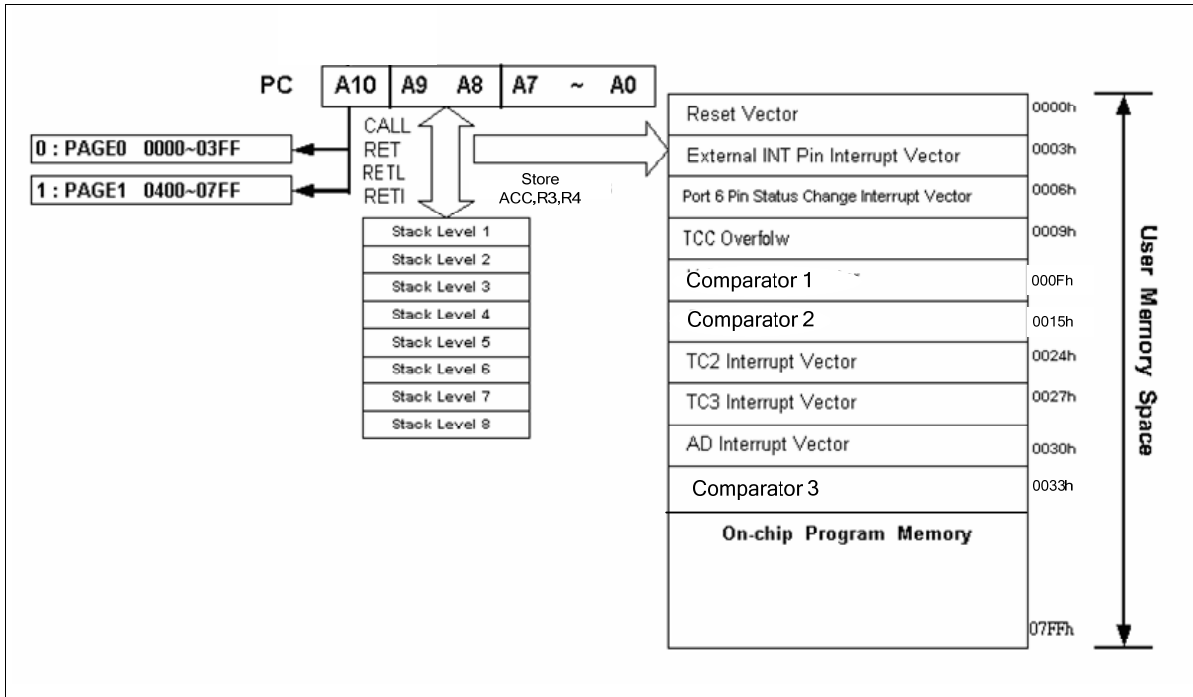 PC A10 A9 A8 A7 ~ A0
0 : PAGE0 0000~03FF
1 : PAGE1 0400~07FF
CALL
RET
RETL
RETI
Store
ACC,R3,R4
Stack Level 1
Stack Level 2
Stack Level 3
Stack Level 4
Stack Level 5
Stack Level 6
Stack Level 7
Stack Level 8
Reset Vector 0000h
External INT Pin Interrupt Vector 0003h
Port 6 Pin Status Change Interrupt Vector 0006h
TCC Overfolw 0009h
Comparator 1 000Fh
Comparator 2 0015h
TC2 Interrupt Vector 0024h
TC3 Interrupt Vector 0027h
AD Interrupt Vector 0030h
Comparator 3 0033h
On-chip Program Memory
07FFh
User Memory Space